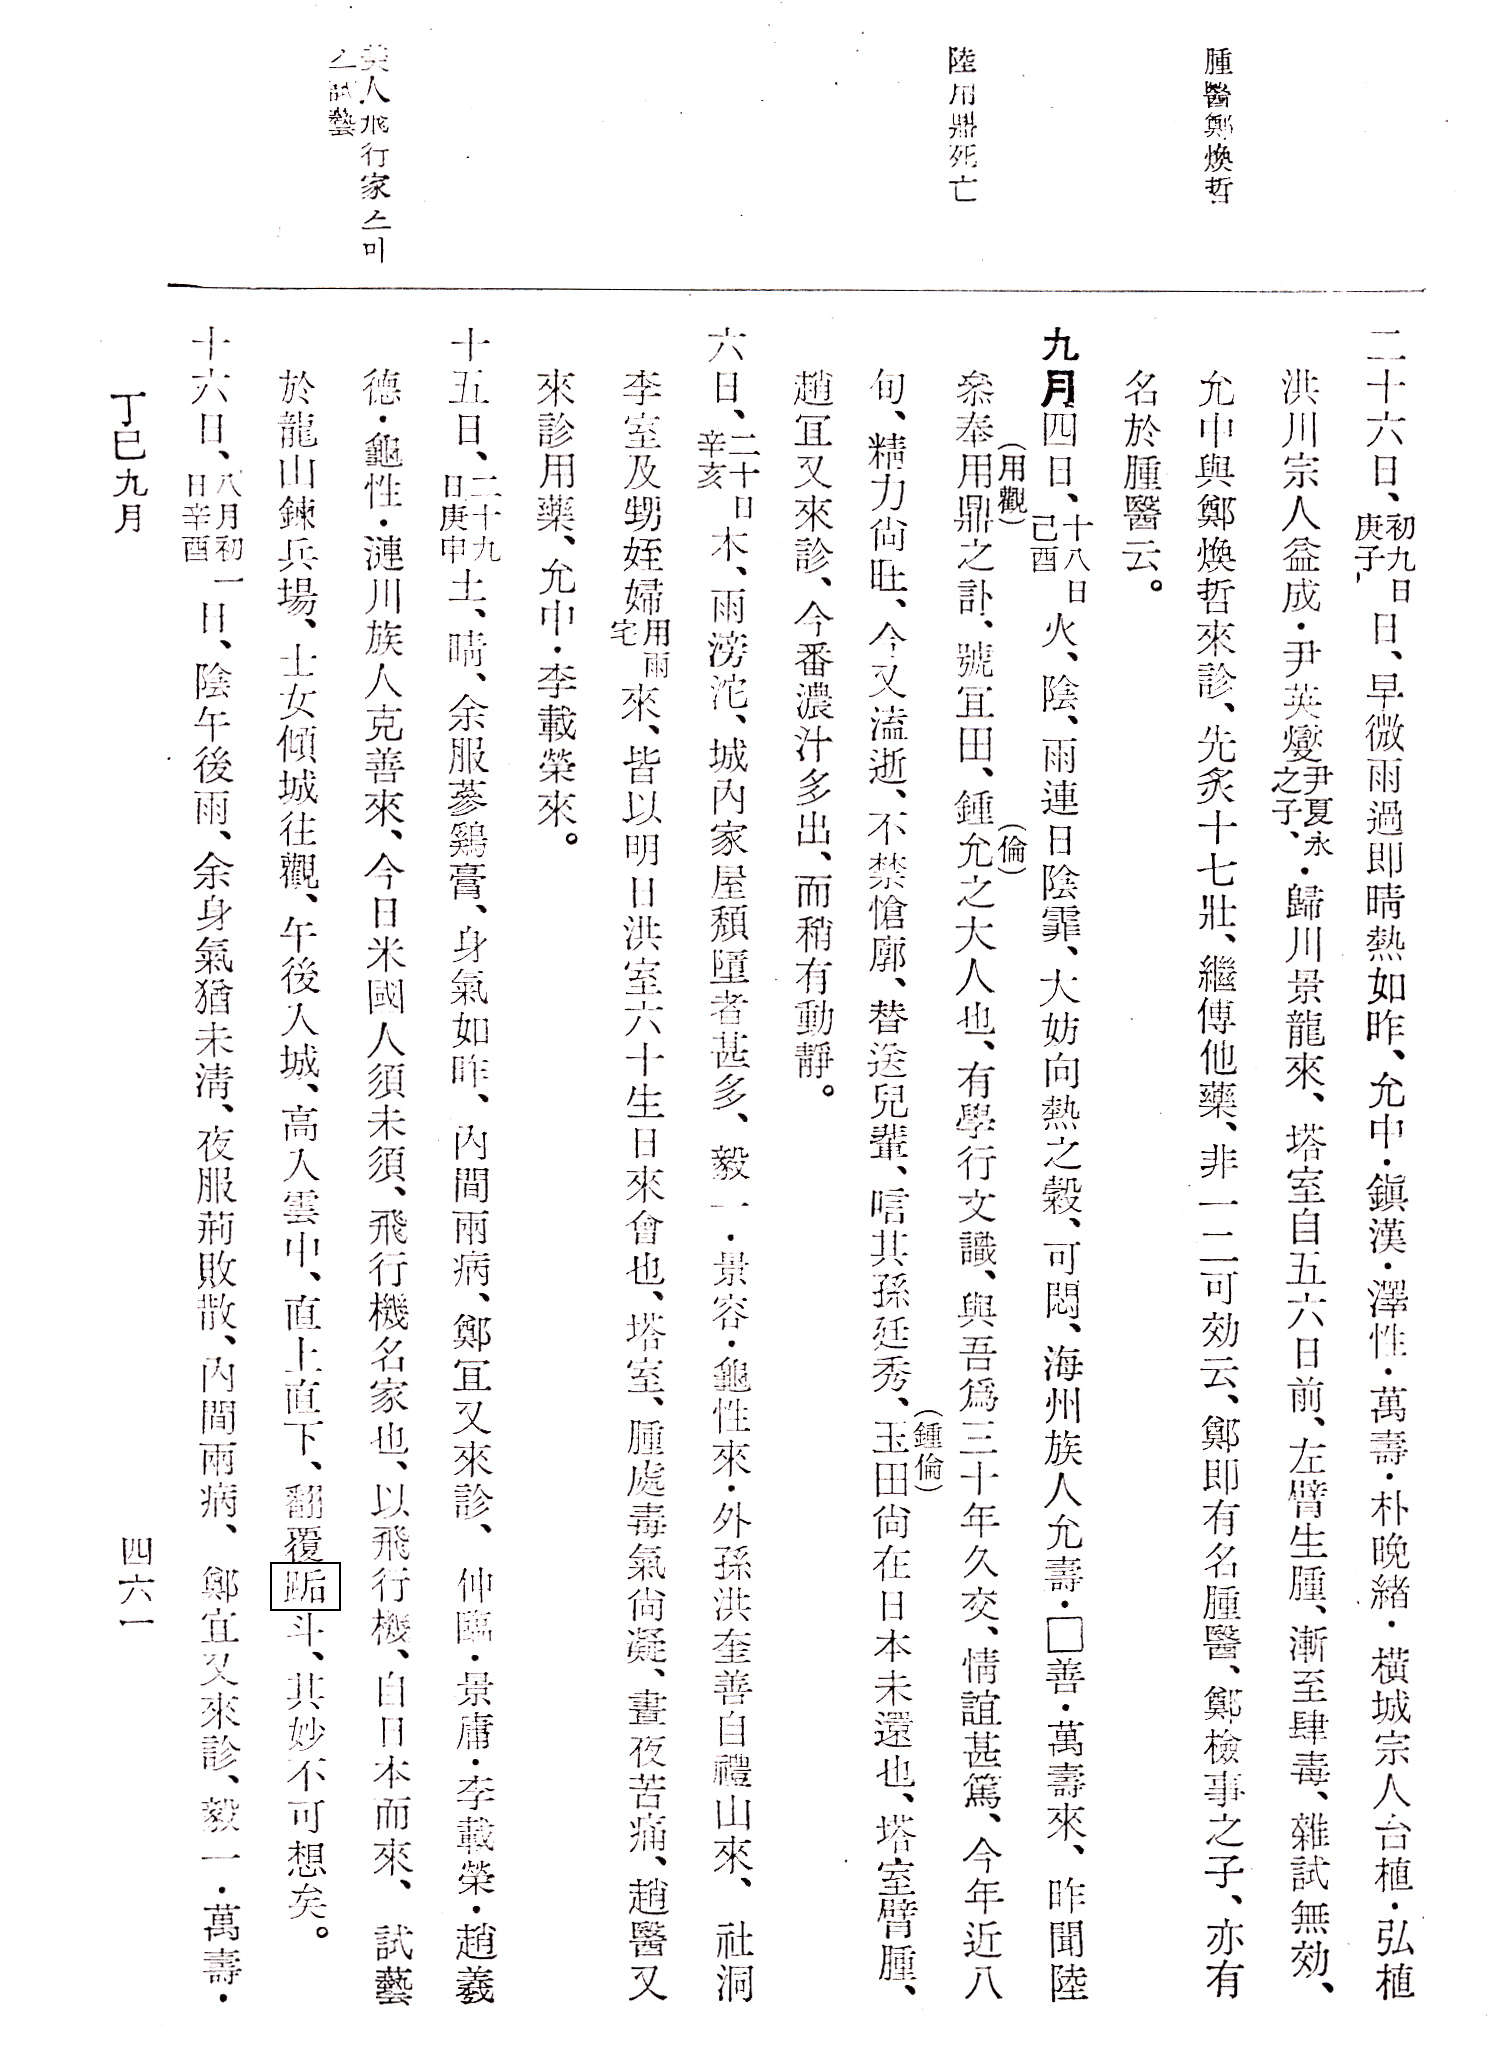 腫醫鄭煥哲
陸用鼎死亡
美人飛行家스미
스試藝
二十六日、初九日庚子、日、早微雨過即晴熱如昨、允中·鎭漢·澤性·萬壽·朴晚緖·橫城宗人台植·弘植
洪川宗人益成·尹英燮尹夏永之子、·歸川景龍來、塔室自五六日前、左臂生腫、漸至肆毒、雜試無効、
允中與鄭煥哲來診、先炙十七壯、繼傳他藥、非一二可効云、鄭即有名腫醫、鄭檢事之子、亦有
名於腫醫云。
九月四日、十八日己酉火、陰、雨連日陰霏、大妨向熱之穀、可悶、海州族人允壽·□善·萬壽來、昨聞陸
叅奉用鼎(用觀)之訃、號宜田、鍾允(倫)之大人也、有學行文識、與吾爲三十年久交、情誼甚篤、今年近八
旬、精力尙旺、今又溘逝、不禁愴廓、替送兒輩、唁其孫廷秀、玉田(鍾倫)尙在日本未還也、塔室臂腫、
趙宜又來診、今番濃汁多出、而稍有動靜。
六日、二十日辛亥木、雨滂沱、城內家屋頹墮者甚多、毅一·景容·龜性來·外孫洪奎善自禮山來、社洞
李室及甥姪婦用雨宅來、皆以明日洪室六十生日來會也、塔室、腫處毒氣尙凝、晝夜苦痛、趙醫又
來診用藥、允中·李載榮來。
十五日、二十九日庚申土、晴、余服蔘鷄膏、身氣如昨、內間兩病、鄭宜又來診、仲臨·景庸·李載榮·趙義
德·龜性·漣川族人克善來、今日米國人須未須、飛行機名家也、以飛行機、自日本而來、試藝
於龍山鍊兵場、士女傾城往觀、午後入城、高入雲中、直上直下、翻覆斗、其妙不可想矣。
十六日、八月初一日辛酉日、陰午後雨、余身氣猶未淸、夜服荊敗散、內間兩病、鄭宜又來診、毅一·萬壽·
丁巳九月
四六一